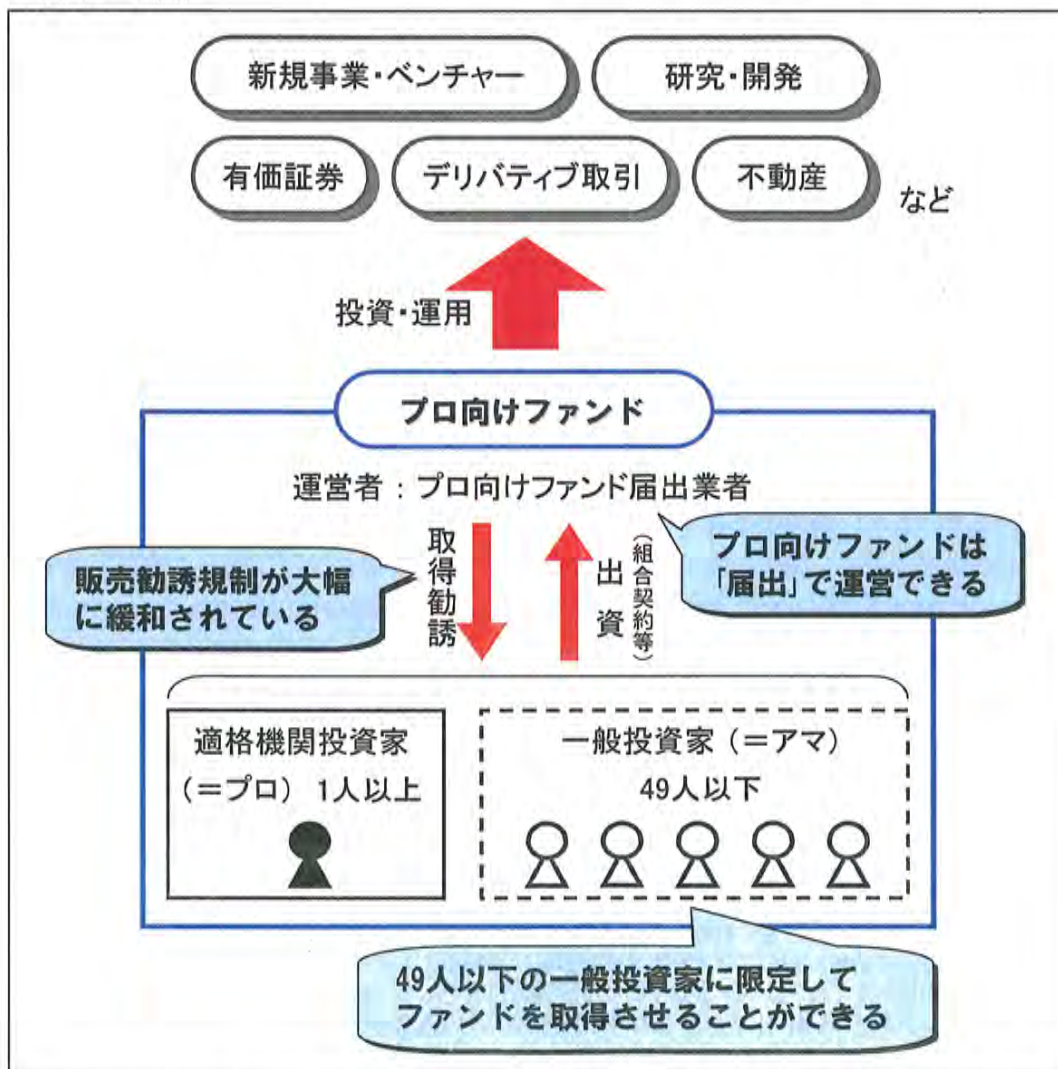 新規事業・ベンチャー
研究・開発
有価証券
デリバティブ取引
不動産
など
投資・運用
プロ向けファンド
運営者：プロ向けファンド届出業者
販売勧誘規制が大幅
に緩和されている
取得勧誘
出資
（組合契約等）
プロ向けファンドは
「届出」で運営できる
適格機関投資家
（＝プロ） 1人以上
一般投資家（＝アマ）
49人以下
49人以下の一般投資家に限定して
ファンドを取得させることができる